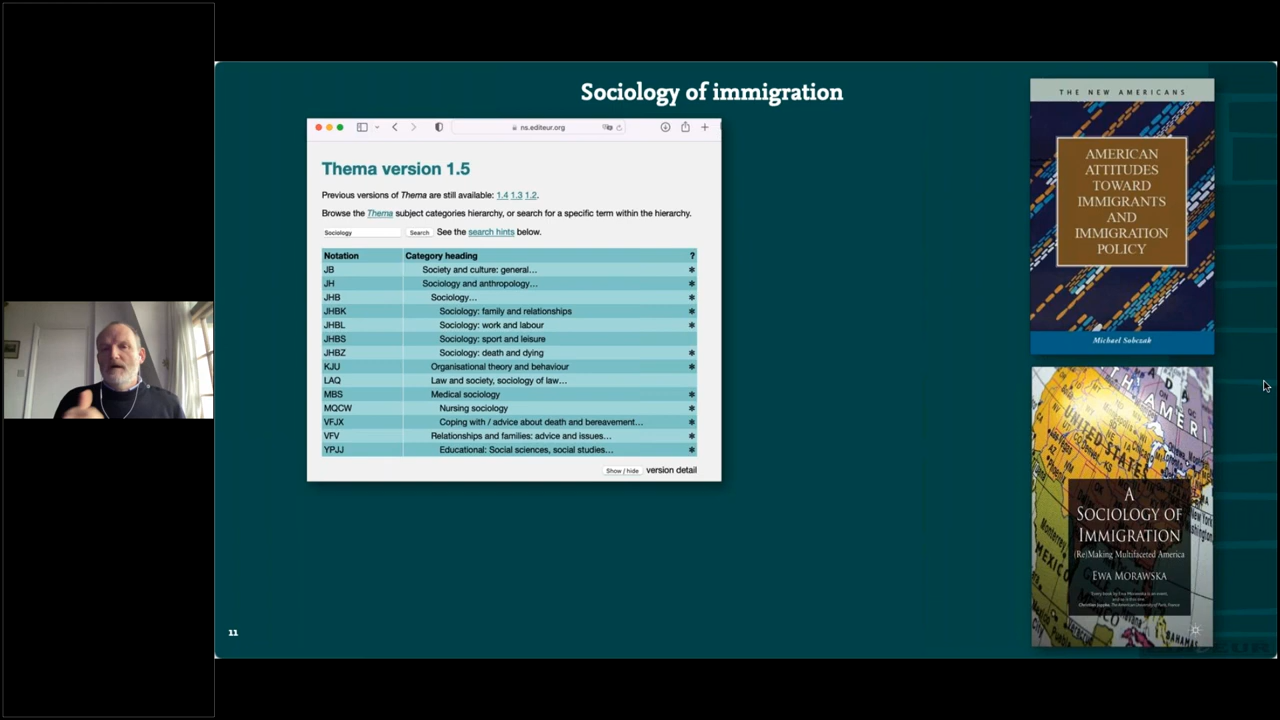 Sociology of immigration
ns.editeur.org
Thema version 1.5
Previous versions of Thema are still available: 1.4 1.3 1.2.
Browse the Thema subject categories hierarchy, or search for a specific term within the hierarchy.
Sociology Search See the search hints below.
Notation Category heading ?
JB Society and culture: general… *
JH Sociology and anthropology… *
JHB Sociology… *
JHBK Sociology: family and relationships *
JHBL Sociology: work and labour *
JHBS Sociology: sport and leisure
JHBZ Sociology: death and dying *
KJU Organisational theory and behaviour *
LAQ Law and society, sociology of law…
MBS Medical sociology *
MQCW Nursing sociology *
VFJX Coping with / advice about death and bereavement… *
VFV Relationships and families: advice and issues… *
YPJJ Educational: Social sciences, social studies… *
Show / hide version detail
THE NEW AMERICANS
AMERICAN
ATTITUDES
TOWARD
IMMIGRANTS
AND
IMMIGRATION
POLICY
Michael Sobczak
UNITED STATES
MEXICO
BAHAMAS
A
SOCIOLOGY OF
IMMIGRATION
(Re)Making Multifaceted America
EWA MORAWSKA
11